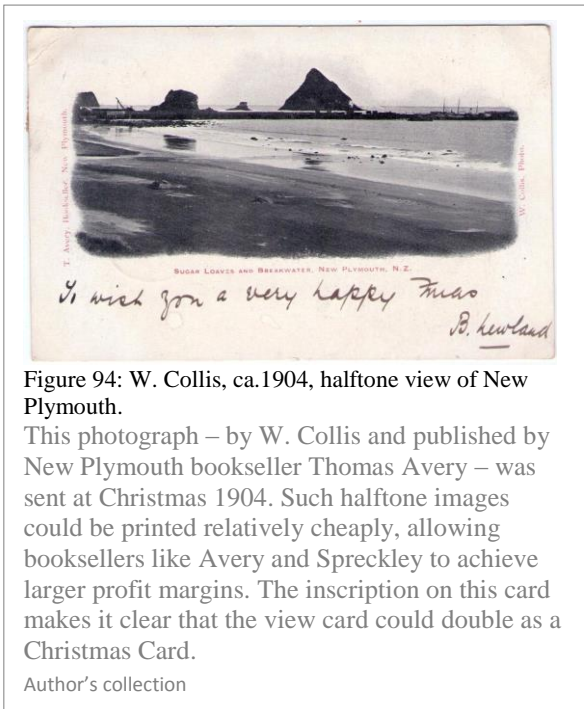 T. Avery, Bookseller, New Plymouth.
W. Collis, Photo.
SUGAR LOAVES AND BREAKWATER, NEW PLYMOUTH, N.Z.
To wish you a very happy Xmas
B. Newland
Figure 94: W. Collis, ca.1904, halftone view of New
Plymouth.
This photograph – by W. Collis and published by
New Plymouth bookseller Thomas Avery – was
sent at Christmas 1904. Such halftone images
could be printed relatively cheaply, allowing
booksellers like Avery and Spreckley to achieve
larger profit margins. The inscription on this card
makes it clear that the view card could double as a
Christmas Card.
Author's collection